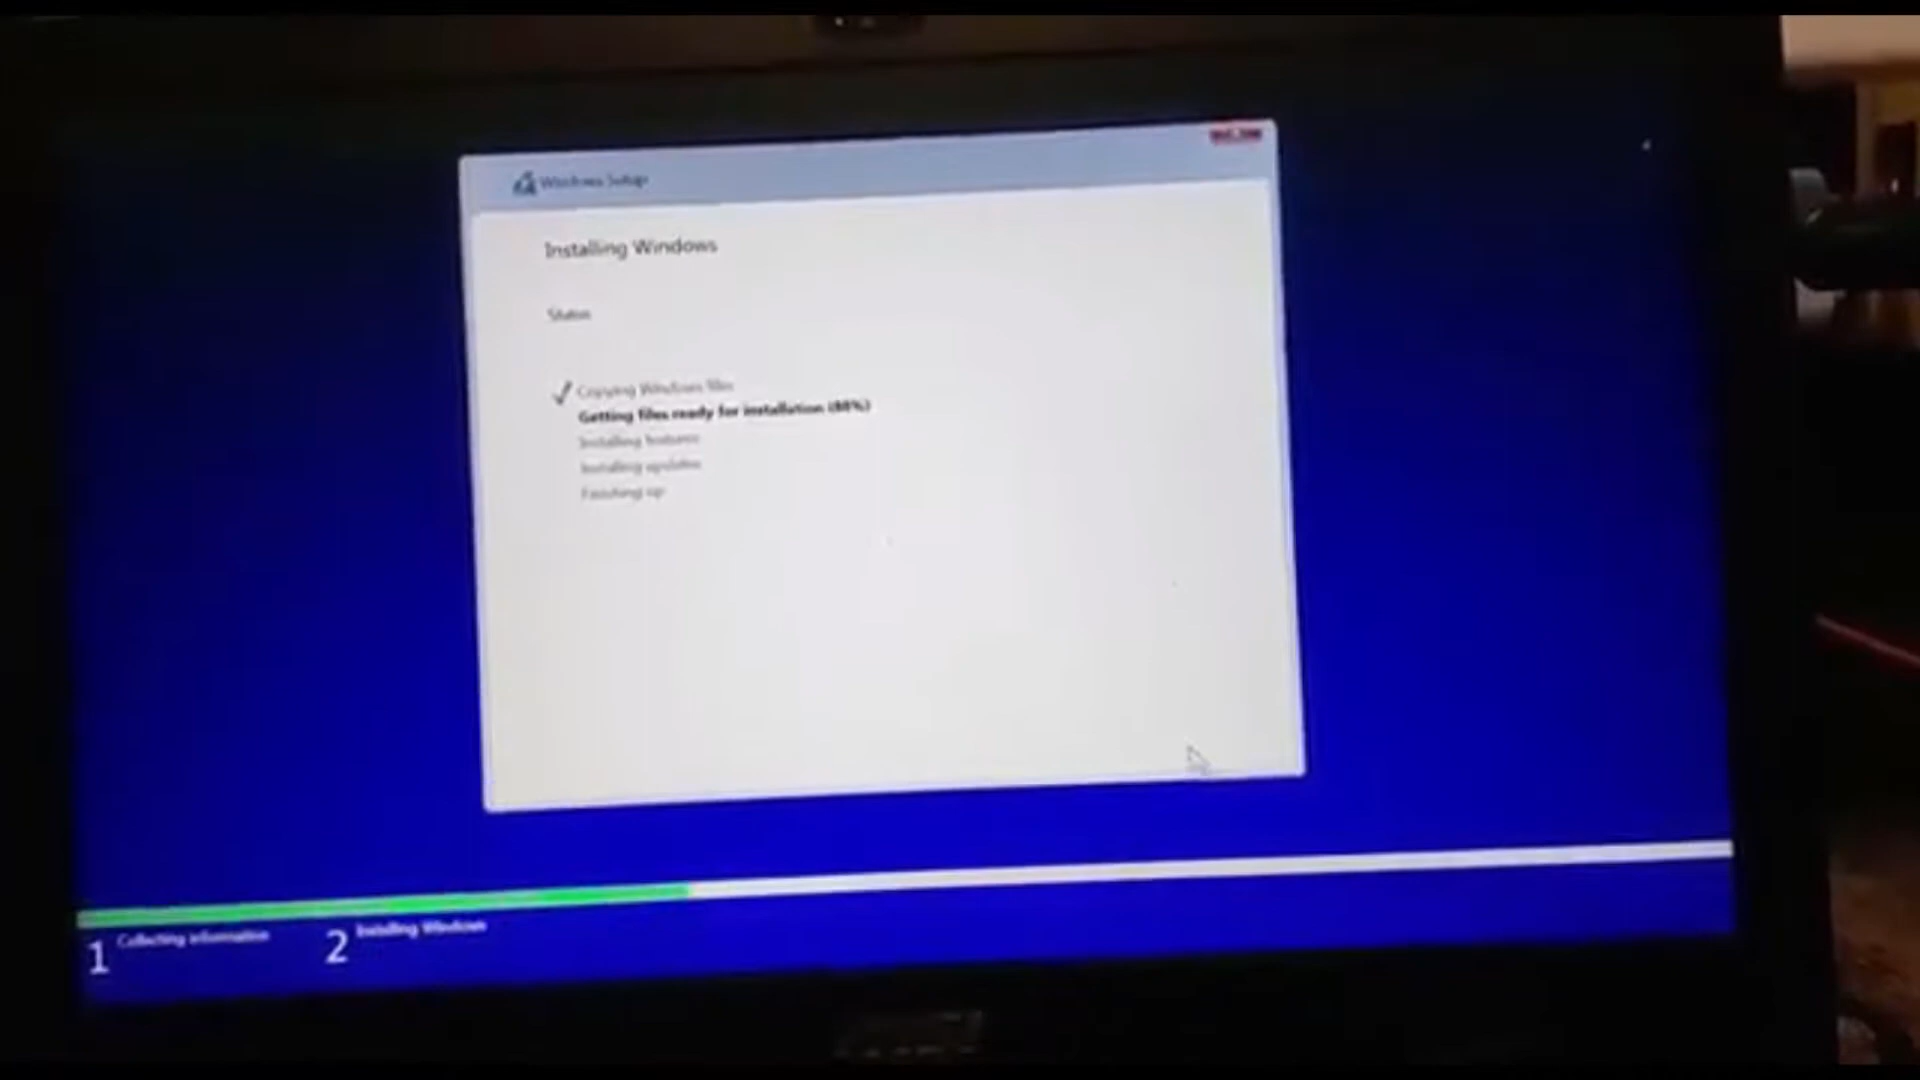 Windows Setup
Installing Windows
Status
Copying Windows files
Getting files ready for installation (88%)
Installing features
Installing updates
Finishing up
1 Collecting information
2 Installing Windows